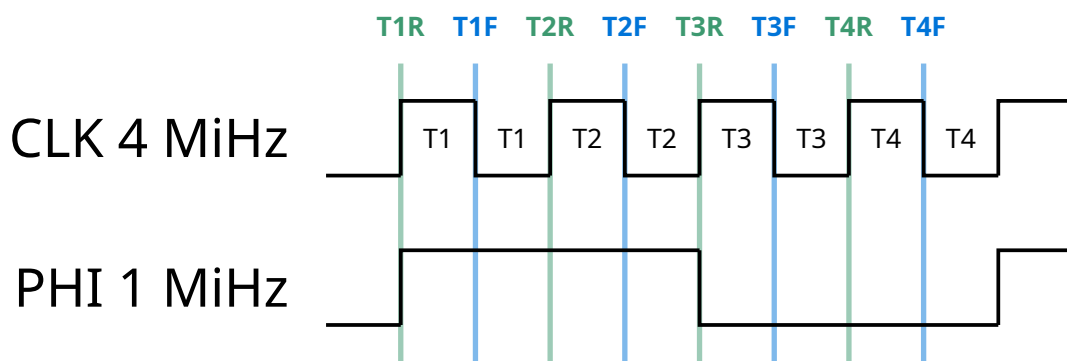 T1R T1F T2R T2F T3R T3F T4R T4F
CLK 4 MiHz T1 T1 T2 T2 T3 T3 T4 T4
PHI 1 MiHz